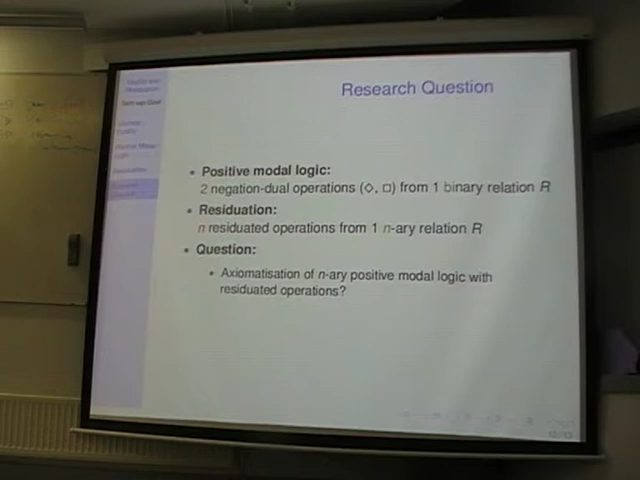 Research Question
• Positive modal logic:
2 negation-dual operations (◇, □) from 1 binary relation R
• Residuation:
n residuated operations from 1 n-ary relation R
• Question:
• Axiomatisation of n-ary positive modal logic with
residuated operations?